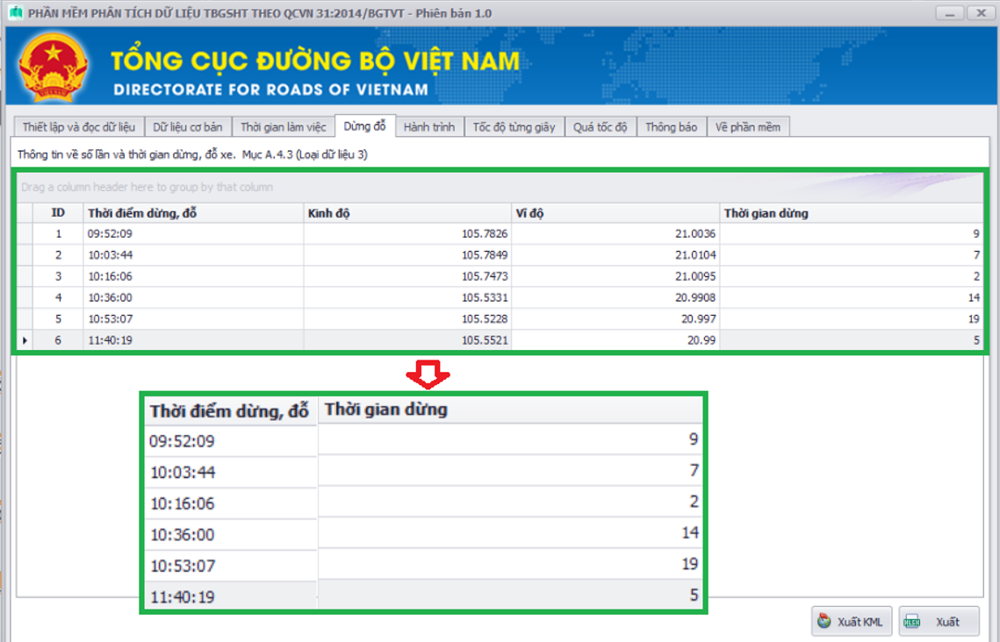 PHẦN MỀM PHÂN TÍCH DỮ LIỆU TBGSHT THEO QCVN 31:2014/BGTVT - Phiên bản 1.0
TỔNG CỤC ĐƯỜNG BỘ VIỆT NAM
DIRECTORATE FOR ROADS OF VIETNAM
Thiết lập và đọc dữ liệu Dữ liệu cơ bản Thời gian làm việc Dừng đỗ Hành trình Tốc độ từng giây Quá tốc độ Thông báo Về phần mềm
Thông tin về số lần và thời gian dừng, đỗ xe. Mục A.4.3 (Loại dữ liệu 3)
Drag a column header here to group by that column
ID Thời điểm dừng, đỗ Kinh độ Vĩ độ Thời gian dừng
1 09:52:09 105.7826 21.0036 9
2 10:03:44 105.7849 21.0104 7
3 10:16:06 105.7473 21.0095 2
4 10:36:00 105.5331 20.9908 14
5 10:53:07 105.5228 20.997 19
6 11:40:19 105.5521 20.99 5
Thời điểm dừng, đỗ Thời gian dừng
09:52:09 9
10:03:44 7
10:16:06 2
10:36:00 14
10:53:07 19
11:40:19 5
Xuất KML XLSX Xuất